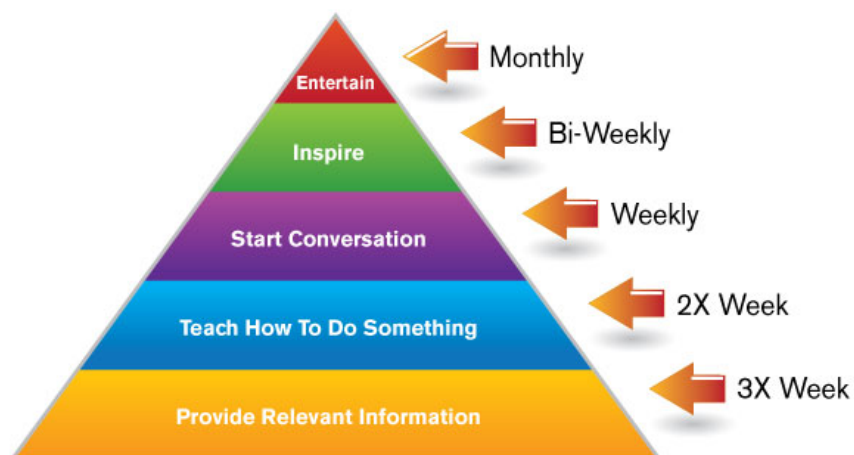 Entertain
Monthly
Inspire
Bi-Weekly
Start Conversation
Weekly
Teach How To Do Something
2X Week
Provide Relevant Information
3X Week